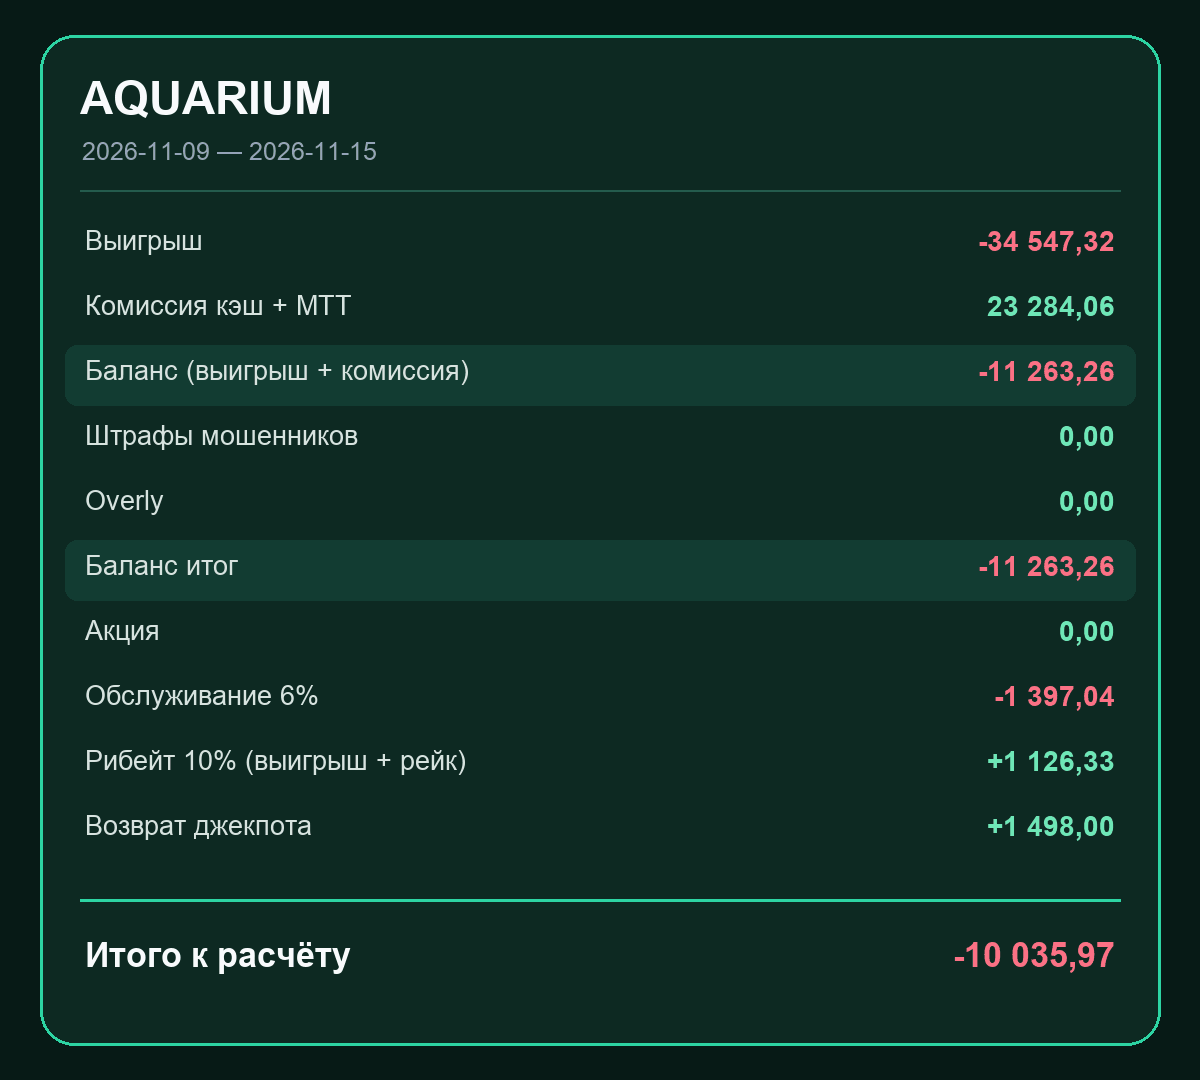 AQUARIUM
2026-11-09 — 2026-11-15
Выигрыш -34 547,32
Комиссия кэш + МТТ 23 284,06
Баланс (выигрыш + комиссия) -11 263,26
Штрафы мошенников 0,00
Overly 0,00
Баланс итог -11 263,26
Акция 0,00
Обслуживание 6% -1 397,04
Рибейт 10% (выигрыш + рейк) +1 126,33
Возврат джекпота +1 498,00
Итого к расчёту -10 035,97